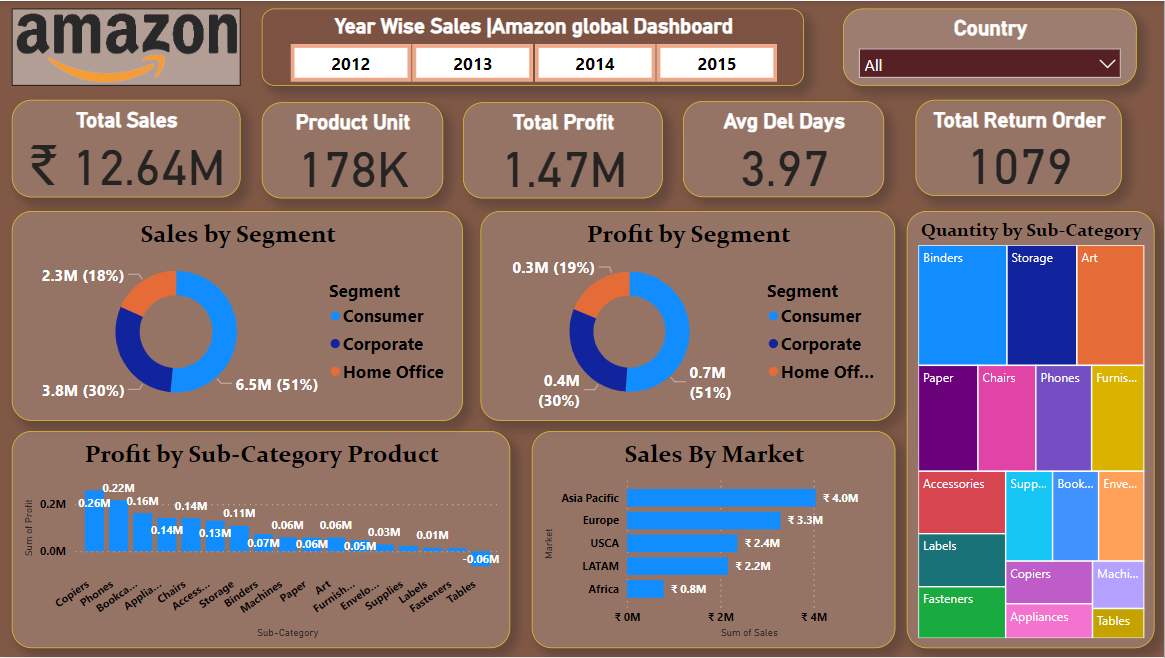 amazon
Year Wise Sales |Amazon global Dashboard
2012 2013 2014 2015
Country
All
Total Sales
₹ 12.64M
Product Unit
178K
Total Profit
1.47M
Avg Del Days
3.97
Total Return Order
1079
Sales by Segment
2.3M (18%)
3.8M (30%)
6.5M (51%)
Segment
Consumer
Corporate
Home Office
Profit by Segment
0.3M (19%)
0.4M
(30%)
0.7M
(51%)
Segment
Consumer
Corporate
Home Off...
Quantity by Sub-Category
Binders Storage Art
Paper Chairs Phones Furnis...
Accessories Supp... Book... Enve...
Labels
Copiers Machi...
Fasteners
Appliances Tables
Profit by Sub-Category Product
Sum of Profit
0.2M
0.0M
0.26M 0.22M 0.16M 0.14M 0.14M 0.13M 0.11M 0.07M 0.06M 0.06M 0.06M 0.05M 0.03M 0.01M -0.06M
Copiers Phones Bookca... Applia... Chairs Access... Storage Binders Machines Paper Art Furnish... Envelo... Supplies Labels Fasteners Tables
Sub-Category
Sales By Market
Market
Asia Pacific ₹ 4.0M
Europe ₹ 3.3M
USCA ₹ 2.4M
LATAM ₹ 2.2M
Africa ₹ 0.8M
₹ 0M ₹ 2M ₹ 4M
Sum of Sales